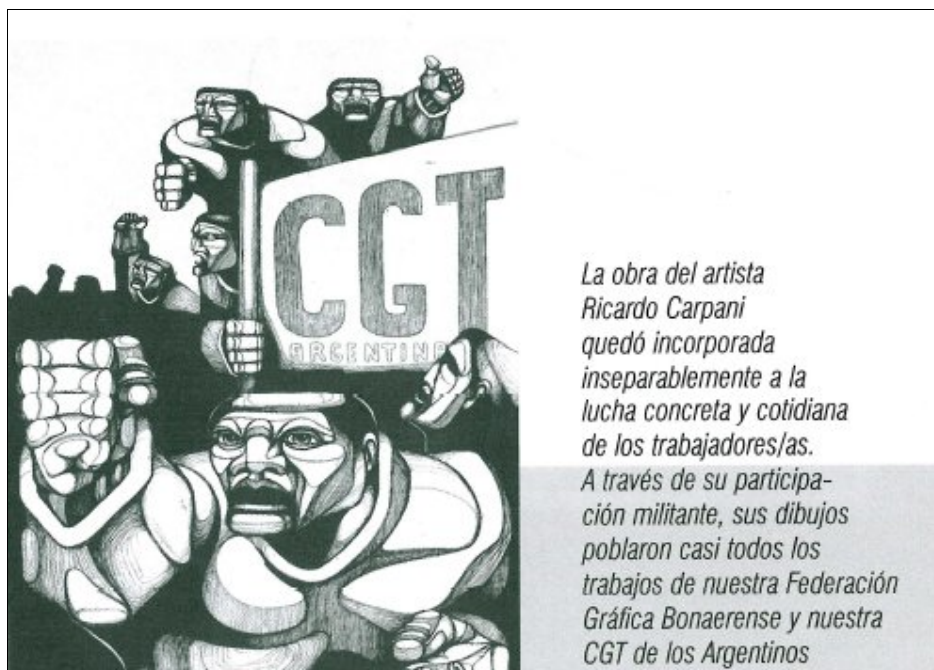 CGT
ARGENTINA
La obra del artista
Ricardo Carpani
quedó incorporada
inseparablemente a la
lucha concreta y cotidiana
de los trabajadores/as.
A través de su participa-
ción militante, sus dibujos
poblaron casi todos los
trabajos de nuestra Federación
Gráfica Bonaerense y nuestra
CGT de los Argentinos